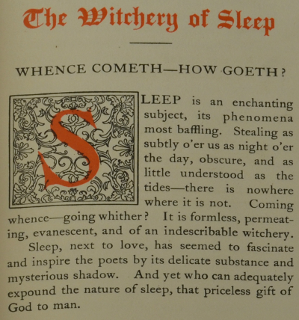 The Witchery of Sleep
WHENCE COMETH—HOW GOETH?
SLEEP is an enchanting
subject, its phenomena
most baffling. Stealing as
subtly o'er us as night o'er
the day, obscure, and as
little understood as the
tides—there is nowhere
where it is not. Coming
whence—going whither? It is formless, permeat-
ing, evanescent, and of an indescribable witchery.
Sleep, next to love, has seemed to fascinate
and inspire the poets by its delicate substance and
mysterious shadow. And yet who can adequately
expound the nature of sleep, that priceless gift of
God to man.